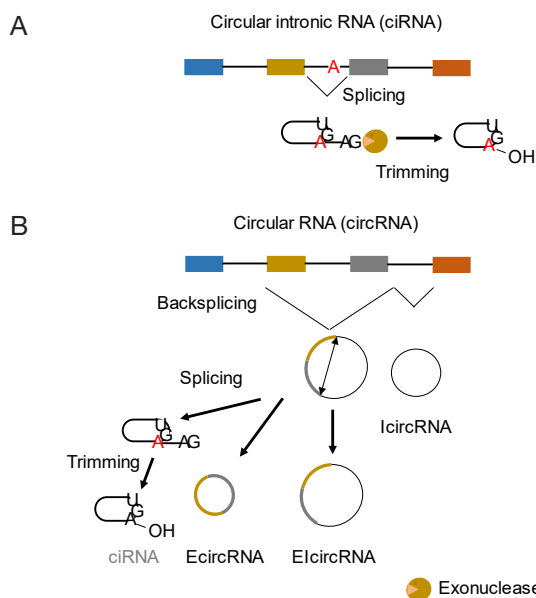 A
Circular intronic RNA (ciRNA)
A
Splicing
U
G
A AG
U
G
A
OH
Trimming
B
Circular RNA (circRNA)
Backsplicing
Splicing
IcircRNA
U
G
A AG
Trimming
U
G
A
OH
ciRNA EcircRNA EIcircRNA
Exonuclease